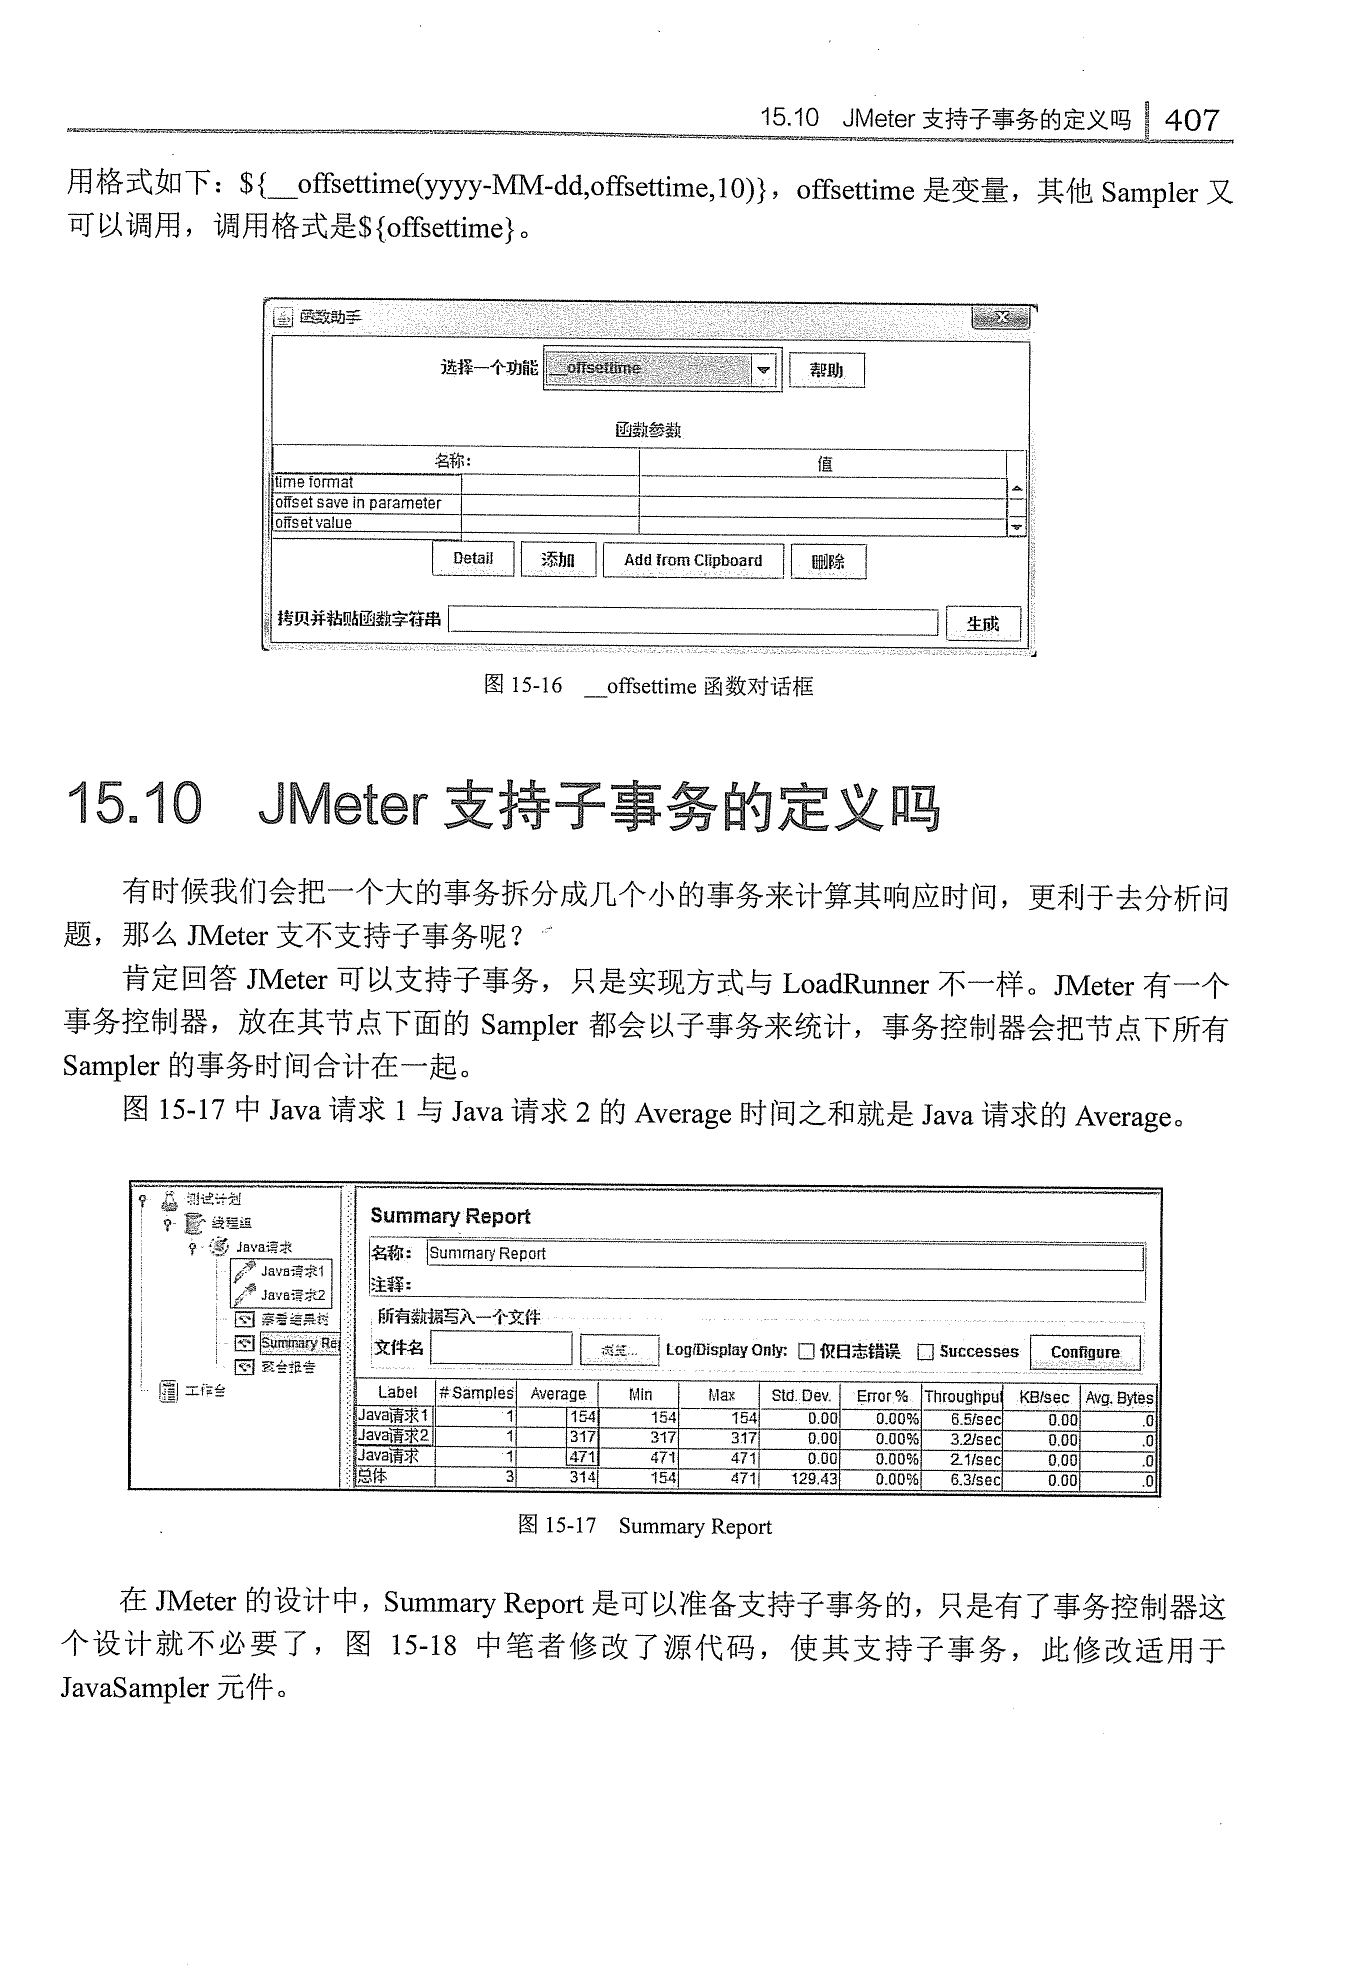 15.10 JMeter 支持子事务的定义吗 407
用格式如下：${__offsettime(yyyy-MM-dd,offsettime,10)}，offsettime 是变量，其他 Sampler 又
可以调用，调用格式是${offsettime}。
函数助手
选择一个功能 __offsettime 帮助
函数参数
名称: 值
time format
offset save in parameter
offset value
Detail 添加 Add from Clipboard 删除
拷贝并粘贴函数字符串 生成
图 15-16 __offsettime 函数对话框
15.10 JMeter 支持子事务的定义吗
有时候我们会把一个大的事务拆分成几个小的事务来计算其响应时间，更利于去分析问
题，那么 JMeter 支不支持子事务呢？
肯定回答 JMeter 可以支持子事务，只是实现方式与 LoadRunner 不一样。JMeter 有一个
事务控制器，放在其节点下面的 Sampler 都会以子事务来统计，事务控制器会把节点下所有
Sampler 的事务时间合计在一起。
图 15-17 中 Java 请求 1 与 Java 请求 2 的 Average 时间之和就是 Java 请求的 Average。
测试计划
线程组
Java请求
Java请求1
Java请求2
察看结果树
Summary Re
聚合报告
工作台
Summary Report
名称: Summary Report
注释:
所有数据写入一个文件
文件名 浏览... Log/Display Only: 仅日志错误 Successes Configure
Label # Samples Average Min Max Std. Dev. Error % Throughput KB/sec Avg. Bytes
Java请求1 1 154 154 154 0.00 0.00% 6.5/sec 0.00 .0
Java请求2 1 317 317 317 0.00 0.00% 3.2/sec 0.00 .0
Java请求 1 471 471 471 0.00 0.00% 2.1/sec 0.00 .0
总体 3 314 154 471 129.43 0.00% 6.3/sec 0.00 .0
图 15-17 Summary Report
在 JMeter 的设计中，Summary Report 是可以准备支持子事务的，只是有了事务控制器这
个设计就不必要了，图 15-18 中笔者修改了源代码，使其支持子事务，此修改适用于
JavaSampler 元件。